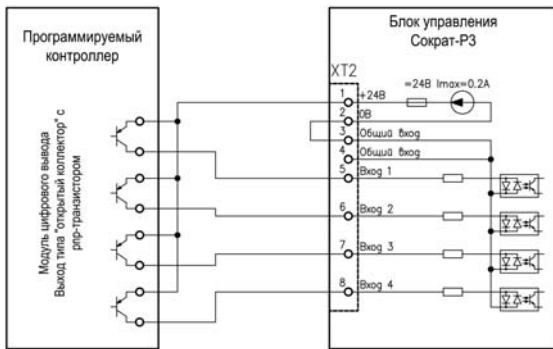 Программируемый
контроллер
Модуль цифрового вывода
Выход типа "открытый коллектор" с
pnp-транзистором
Блок управления
Сократ-Р3
XT2
1 +24В =24В Imax=0.2А
2 0В
3 Общий вход
4 Общий вход
5 Вход 1
6 Вход 2
7 Вход 3
8 Вход 4